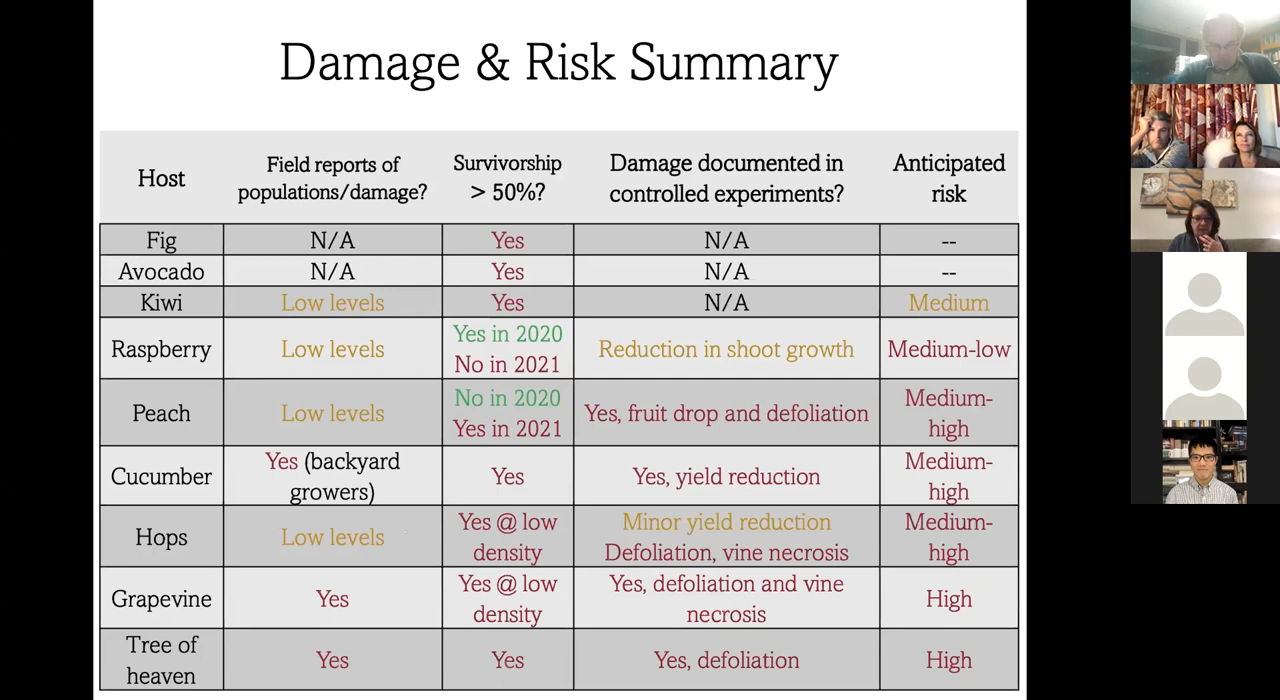 Damage & Risk Summary
Host
Field reports of
populations/damage?
Survivorship
> 50%?
Damage documented in
controlled experiments?
Anticipated
risk
Fig
N/A
Yes
N/A
--
Avocado
N/A
Yes
N/A
--
Kiwi
Low levels
Yes
N/A
Medium
Raspberry
Low levels
Yes in 2020
No in 2021
Reduction in shoot growth
Medium-low
Peach
Low levels
No in 2020
Yes in 2021
Yes, fruit drop and defoliation
Medium-
high
Cucumber
Yes (backyard
growers)
Yes
Yes, yield reduction
Medium-
high
Hops
Low levels
Yes @ low
density
Minor yield reduction
Defoliation, vine necrosis
Medium-
high
Grapevine
Yes
Yes @ low
density
Yes, defoliation and vine
necrosis
High
Tree of
heaven
Yes
Yes
Yes, defoliation
High